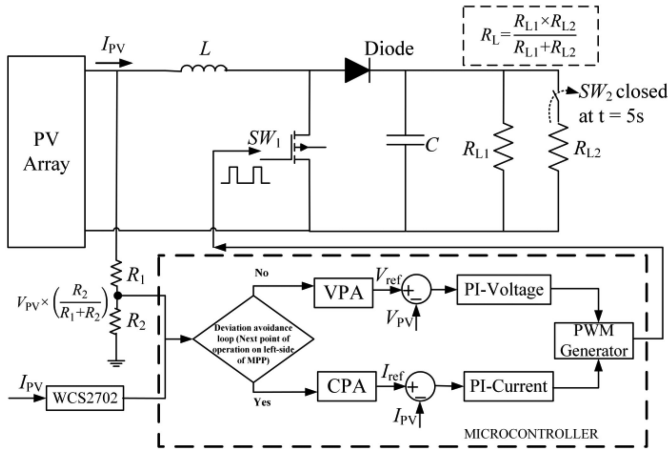 I_PV
L
Diode
R_L = R_L1×R_L2 / R_L1+R_L2
PV
Array
SW_1
C
R_L1
R_L2
SW_2 closed
at t = 5s
R_1
V_PV × (R_2 / R_1+R_2)
R_2
I_PV
WCS2702
Deviation avoidance
loop (Next point of
operation on left-side
of MPP)
No
Yes
VPA
V_ref
+
−
V_PV
PI-Voltage
CPA
I_ref
+
−
I_PV
PI-Current
PWM
Generator
MICROCONTROLLER